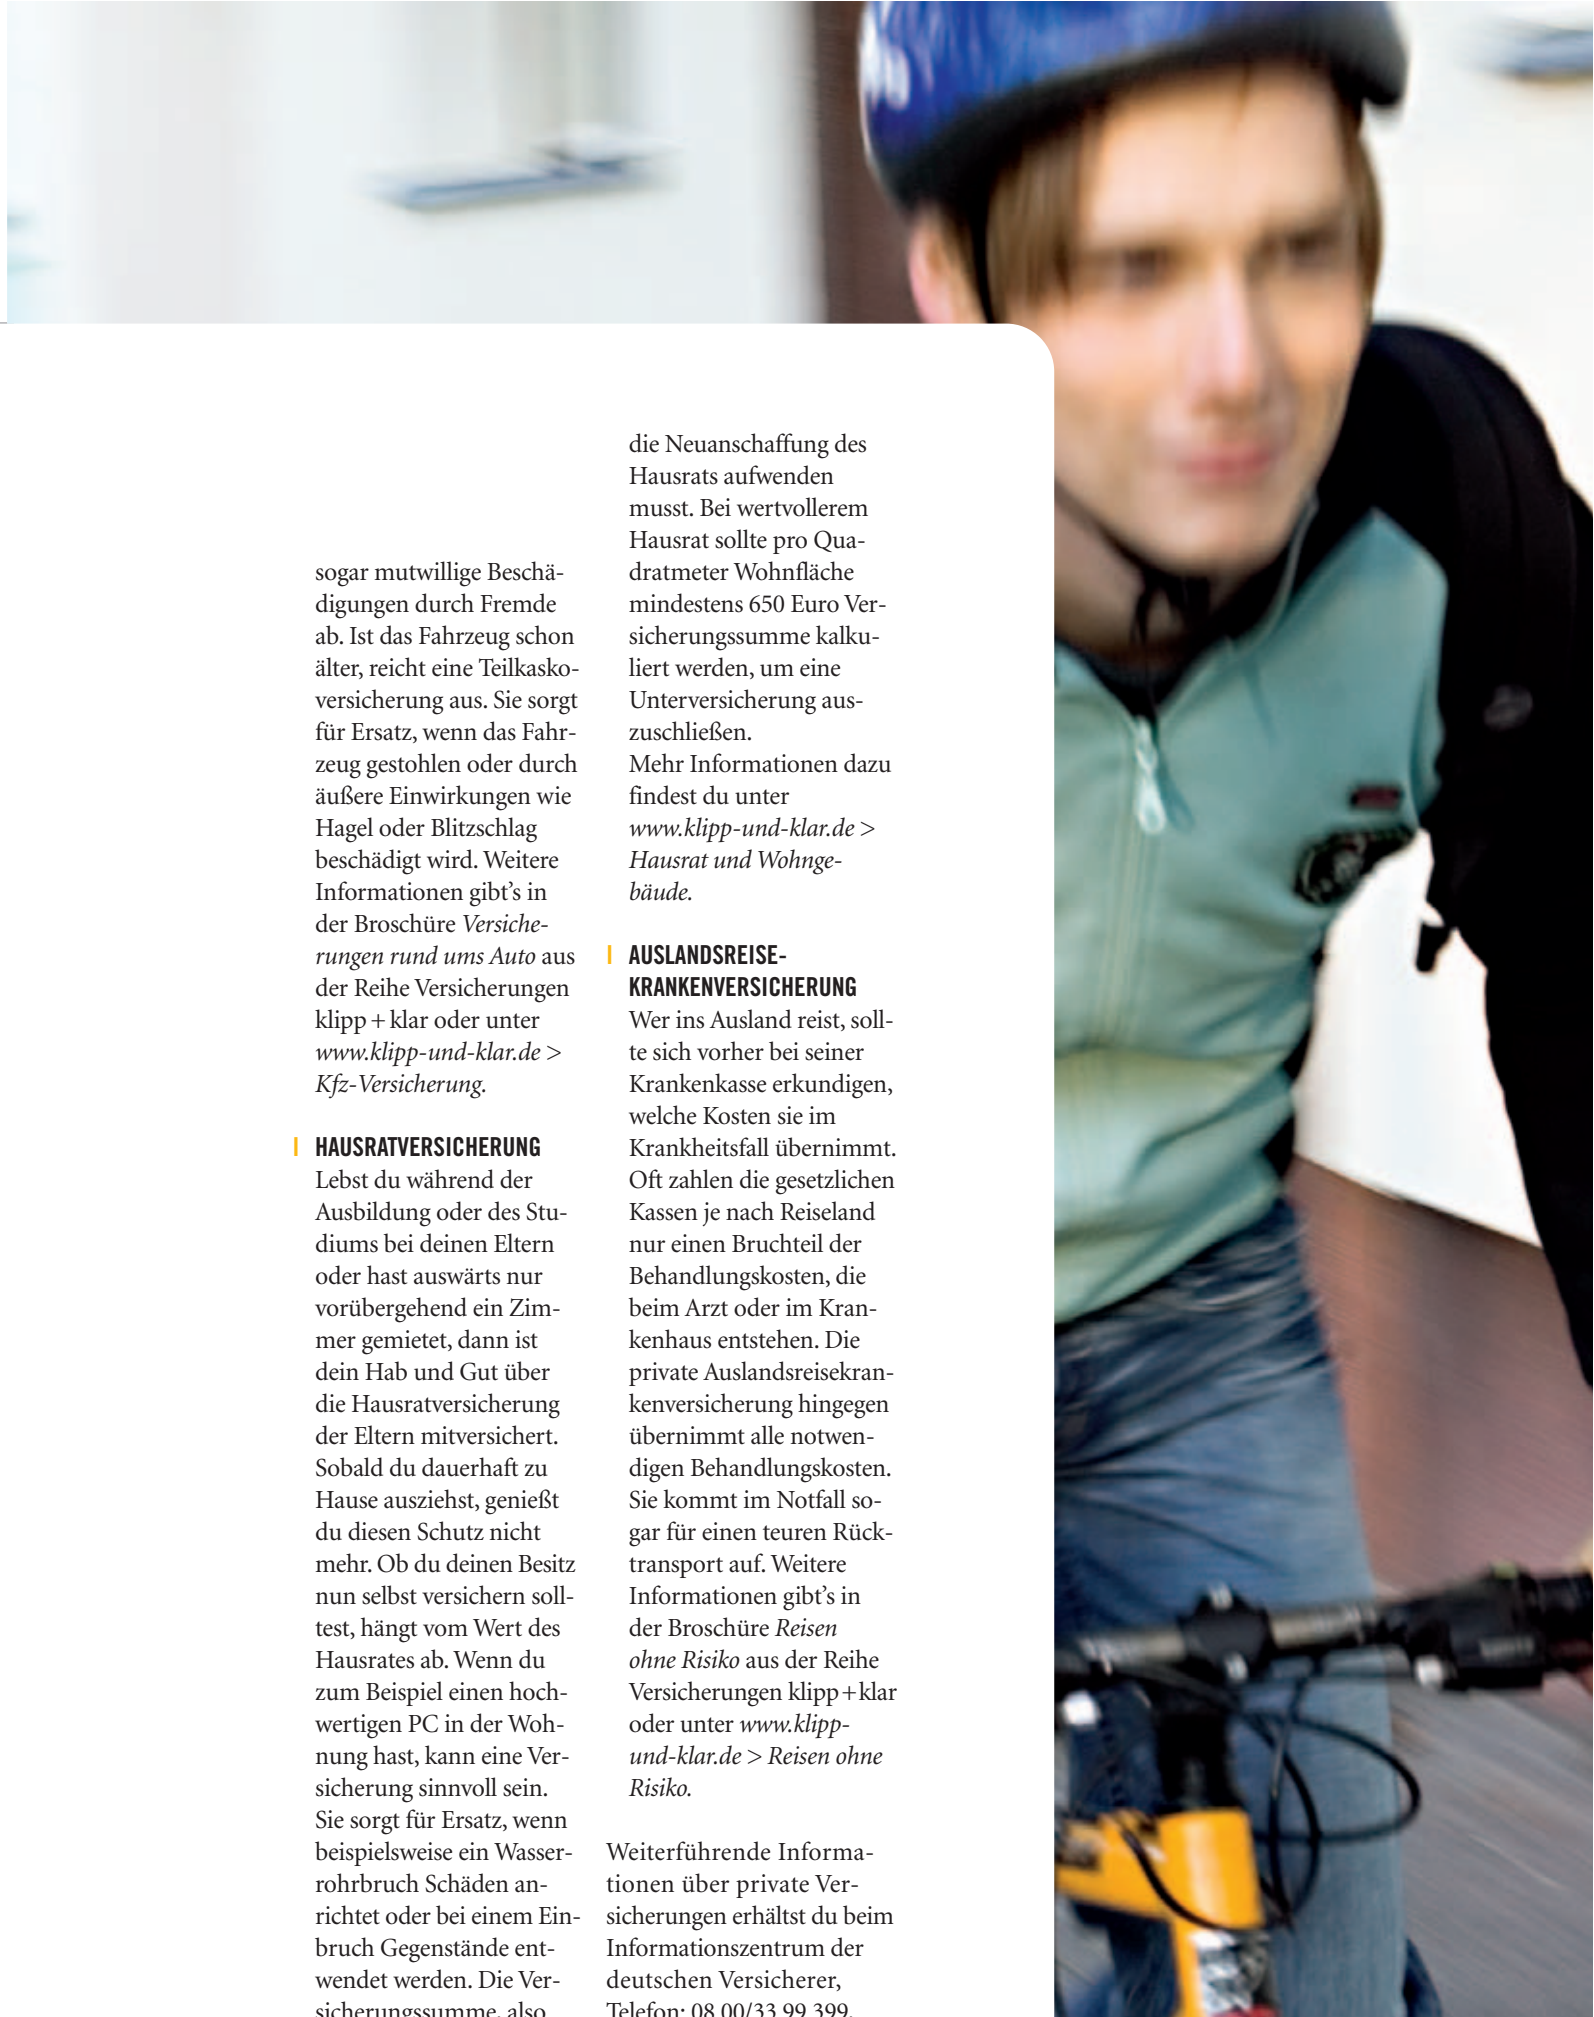 sogar mutwillige Beschä-
digungen durch Fremde
ab. Ist das Fahrzeug schon
älter, reicht eine Teilkasko-
versicherung aus. Sie sorgt
für Ersatz, wenn das Fahr-
zeug gestohlen oder durch
äußere Einwirkungen wie
Hagel oder Blitzschlag
beschädigt wird. Weitere
Informationen gibt’s in
der Broschüre Versiche-
rungen rund ums Auto aus
der Reihe Versicherungen
klipp + klar oder unter
www.klipp-und-klar.de >
Kfz-Versicherung.
HAUSRATVERSICHERUNG
Lebst du während der
Ausbildung oder des Stu-
diums bei deinen Eltern
oder hast auswärts nur
vorübergehend ein Zim-
mer gemietet, dann ist
dein Hab und Gut über
die Hausratversicherung
der Eltern mitversichert.
Sobald du dauerhaft zu
Hause ausziehst, genießt
du diesen Schutz nicht
mehr. Ob du deinen Besitz
nun selbst versichern soll-
test, hängt vom Wert des
Hausrates ab. Wenn du
zum Beispiel einen hoch-
wertigen PC in der Woh-
nung hast, kann eine Ver-
sicherung sinnvoll sein.
Sie sorgt für Ersatz, wenn
beispielsweise ein Wasser-
rohrbruch Schäden an-
richtet oder bei einem Ein-
bruch Gegenstände ent-
wendet werden. Die Ver-
sicherungssumme, also
die Neuanschaffung des
Hausrats aufwenden
musst. Bei wertvollerem
Hausrat sollte pro Qua-
dratmeter Wohnfläche
mindestens 650 Euro Ver-
sicherungssumme kalku-
liert werden, um eine
Unterversicherung aus-
zuschließen.
Mehr Informationen dazu
findest du unter
www.klipp-und-klar.de >
Hausrat und Wohnge-
bäude.
AUSLANDSREISE-
KRANKENVERSICHERUNG
Wer ins Ausland reist, soll-
te sich vorher bei seiner
Krankenkasse erkundigen,
welche Kosten sie im
Krankheitsfall übernimmt.
Oft zahlen die gesetzlichen
Kassen je nach Reiseland
nur einen Bruchteil der
Behandlungskosten, die
beim Arzt oder im Kran-
kenhaus entstehen. Die
private Auslandsreisekran-
kenversicherung hingegen
übernimmt alle notwen-
digen Behandlungskosten.
Sie kommt im Notfall so-
gar für einen teuren Rück-
transport auf. Weitere
Informationen gibt’s in
der Broschüre Reisen
ohne Risiko aus der Reihe
Versicherungen klipp+klar
oder unter www.klipp-
und-klar.de > Reisen ohne
Risiko.
Weiterführende Informa-
tionen über private Ver-
sicherungen erhältst du beim
Informationszentrum der
deutschen Versicherer,
Telefon: 08 00/33 99 399.